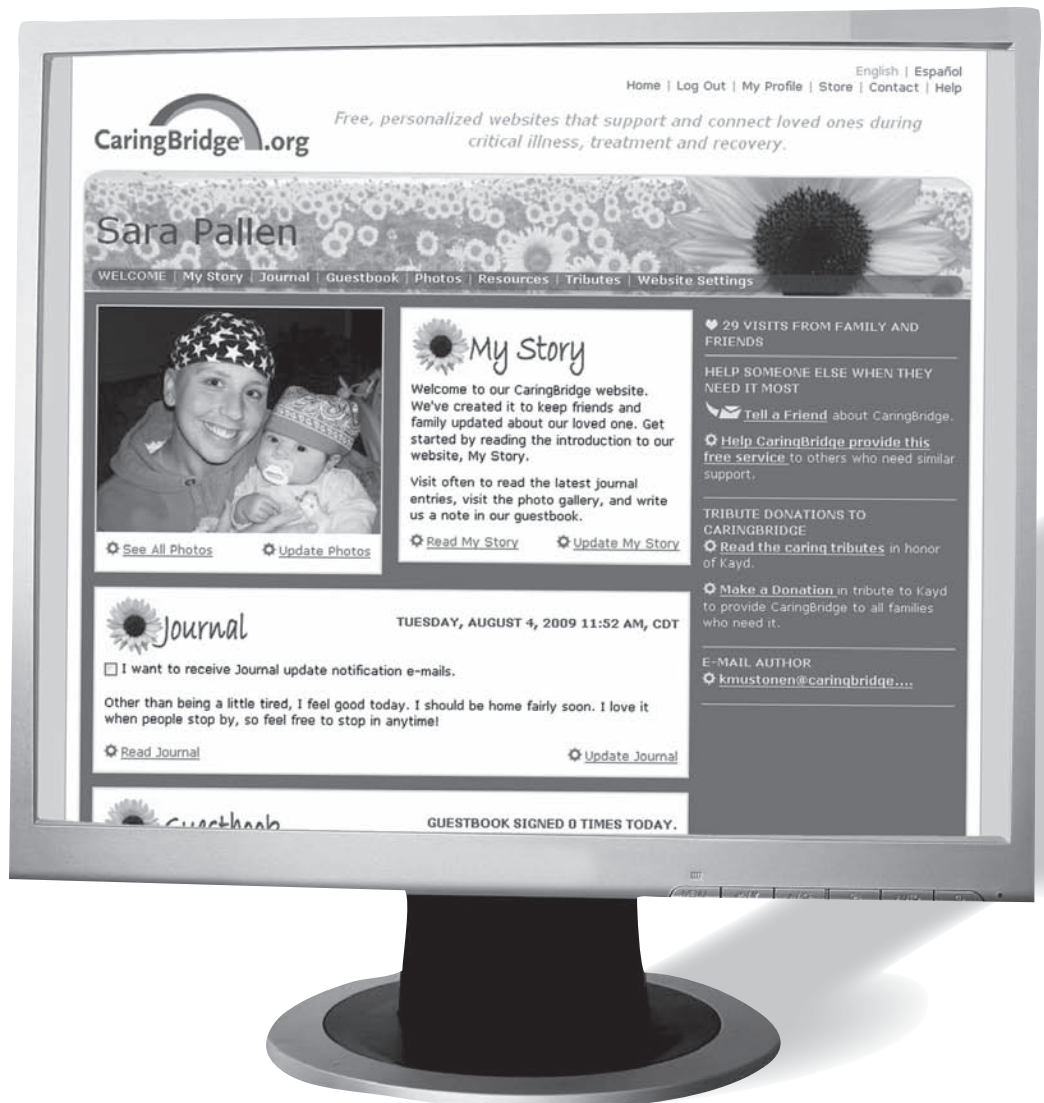 English | Español
Home | Log Out | My Profile | Store | Contact | Help
CaringBridge.org
Free, personalized websites that support and connect loved ones during
critical illness, treatment and recovery.
Sara Pallen
WELCOME | My Story | Journal | Guestbook | Photos | Resources | Tributes | Website Settings
See All Photos
Update Photos
My Story
Welcome to our CaringBridge website.
We've created it to keep friends and
family updated about our loved one. Get
started by reading the introduction to our
website, My Story.
Visit often to read the latest journal
entries, visit the photo gallery, and write
us a note in our guestbook.
Read My Story
Update My Story
29 VISITS FROM FAMILY AND
FRIENDS
HELP SOMEONE ELSE WHEN THEY
NEED IT MOST
Tell a Friend about CaringBridge.
Help CaringBridge provide this
free service to others who need similar
support.
TRIBUTE DONATIONS TO
CARINGBRIDGE
Read the caring tributes in honor
of Kayd.
Make a Donation in tribute to Kayd
to provide CaringBridge to all families
who need it.
E-MAIL AUTHOR
kmustonen@caringbridge....
Journal
TUESDAY, AUGUST 4, 2009 11:52 AM, CDT
I want to receive Journal update notification e-mails.
Other than being a little tired, I feel good today. I should be home fairly soon. I love it
when people stop by, so feel free to stop in anytime!
Read Journal
Update Journal
Guestbook
GUESTBOOK SIGNED 0 TIMES TODAY.